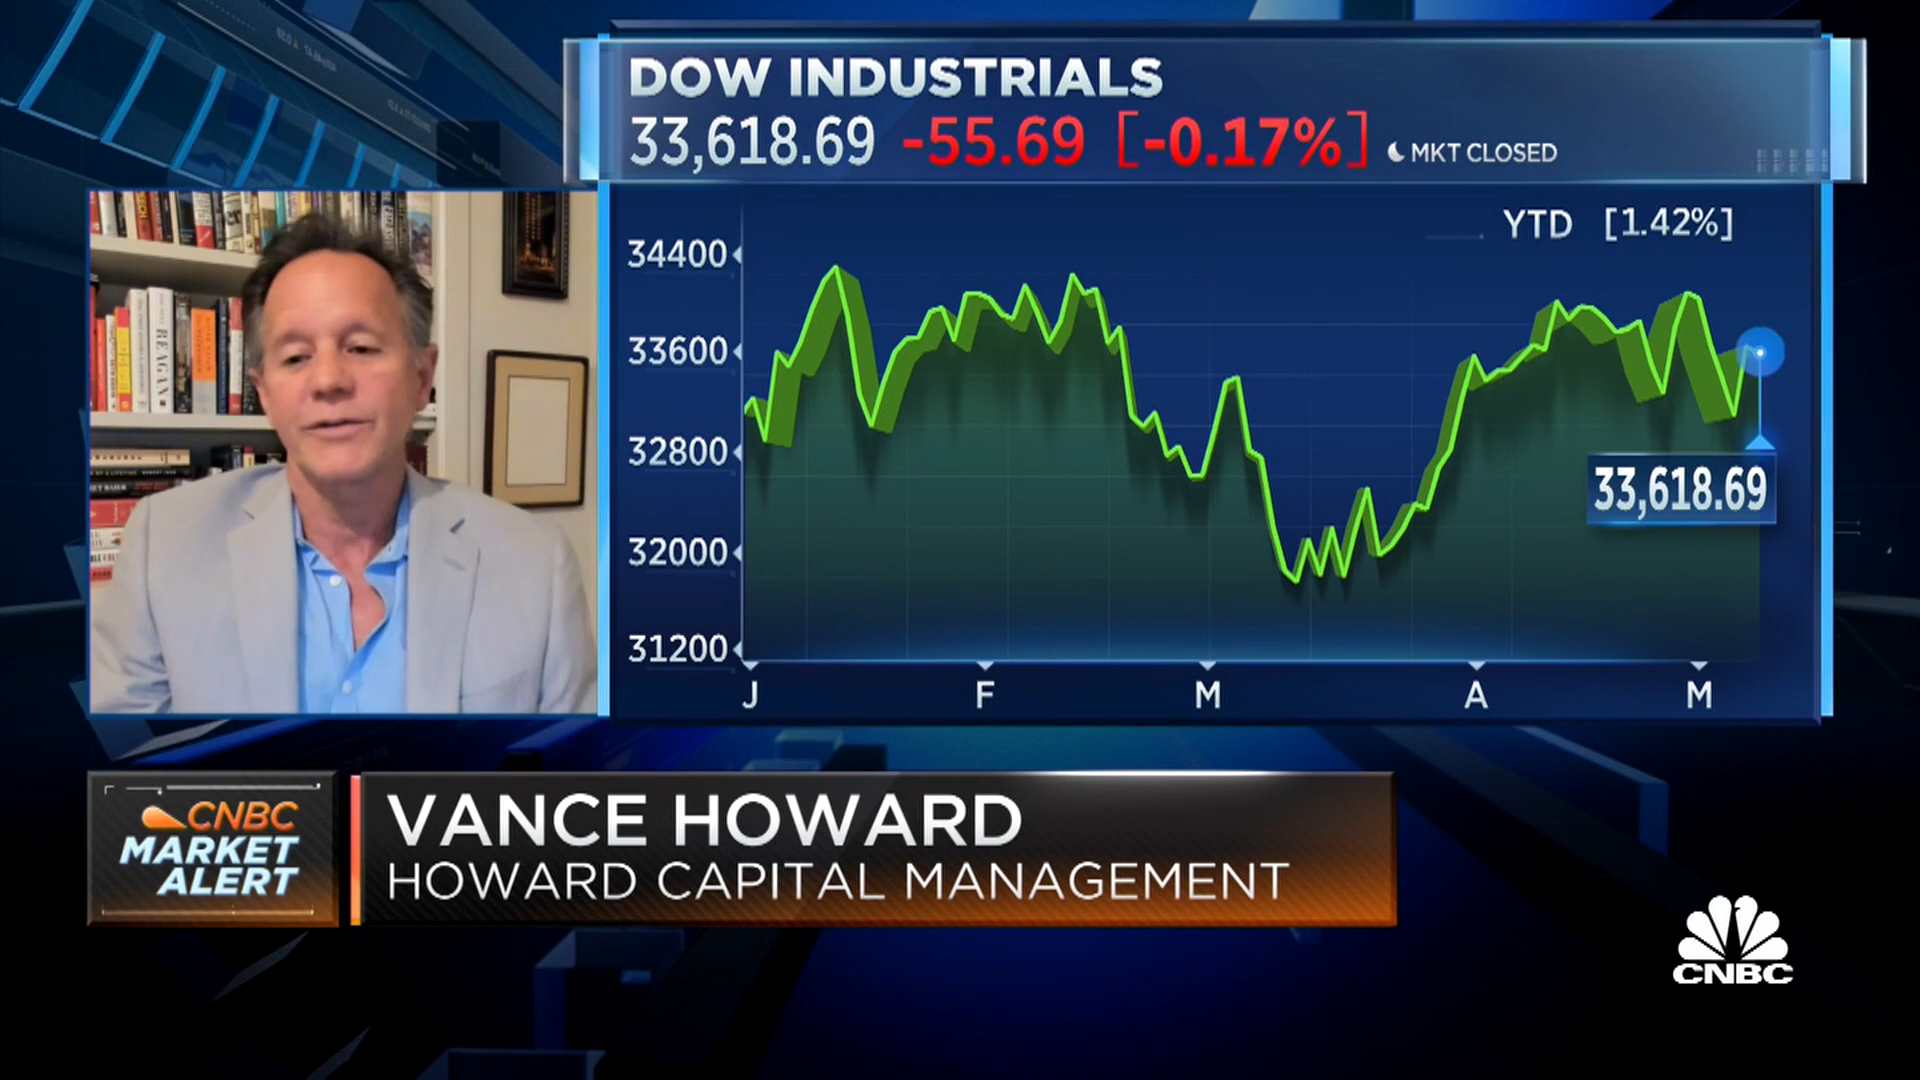 DOW INDUSTRIALS
33,618.69 -55.69 [-0.17%] MKT CLOSED
YTD [1.42%]
34400
33600
32800
32000
31200
33,618.69
J F M A M
REAGAN
CNBC
MARKET
ALERT
VANCE HOWARD
HOWARD CAPITAL MANAGEMENT
CNBC